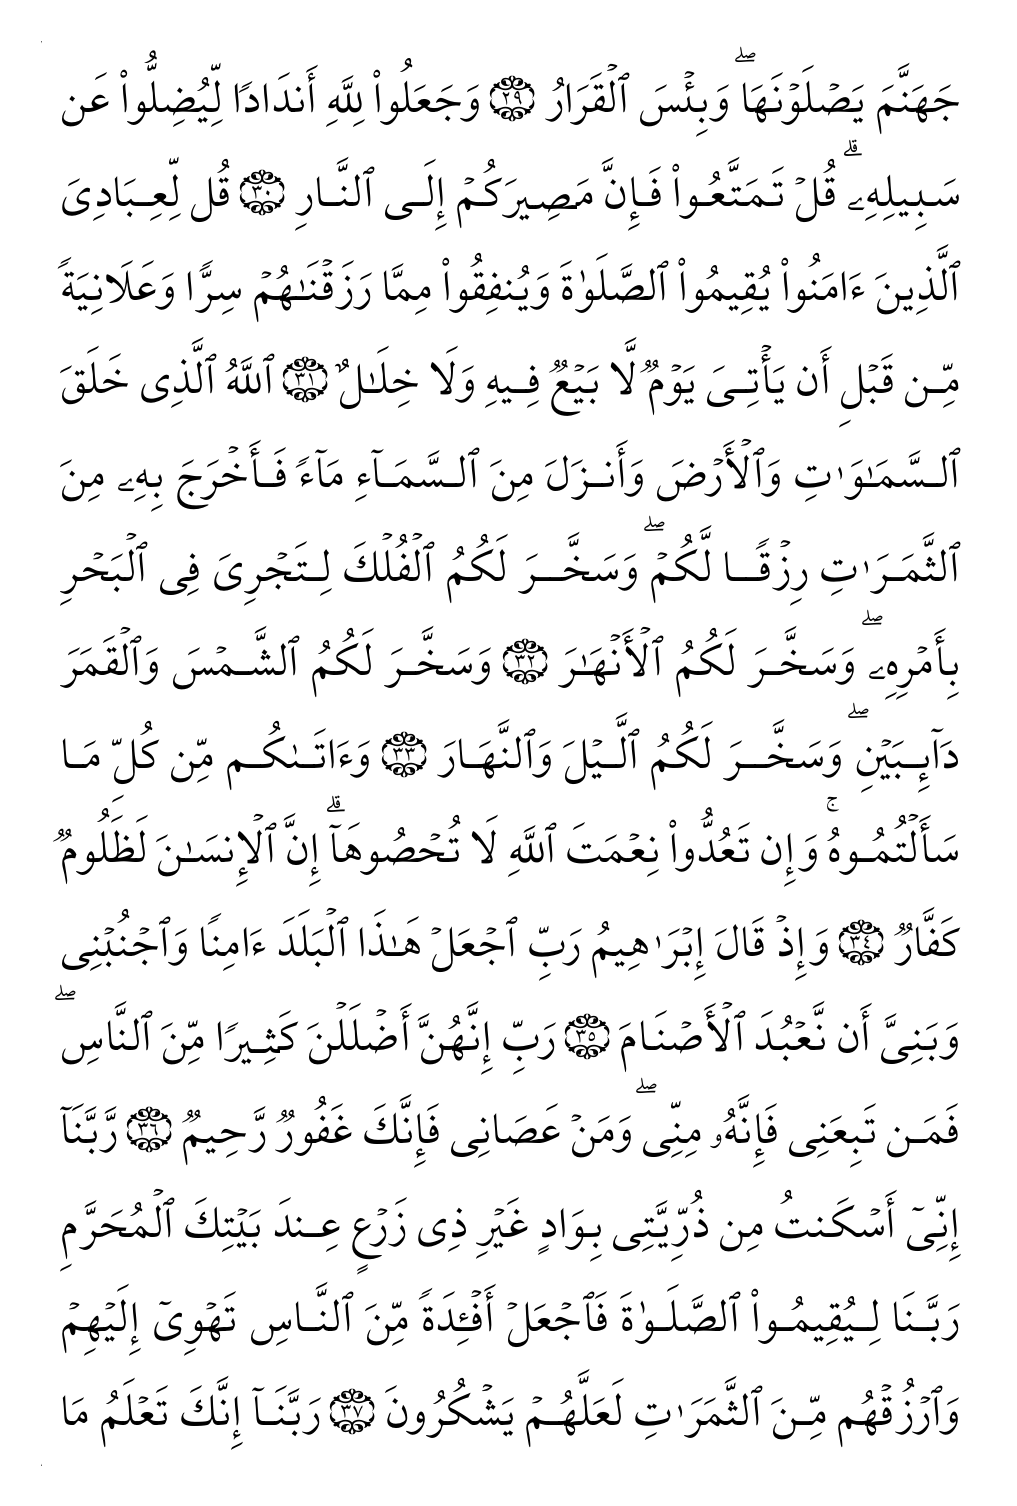 جَهَنَّمَ يَصۡلَوۡنَهَاۖ وَبِئۡسَ ٱلۡقَرَارُ ٢٩ وَجَعَلُواْ لِلَّهِ أَندَادٗا لِّيُضِلُّواْ عَن
سَبِيلِهِۦۗ قُلۡ تَمَتَّعُواْ فَإِنَّ مَصِيرَكُمۡ إِلَى ٱلنَّارِ ٣٠ قُل لِّعِبَادِيَ
ٱلَّذِينَ ءَامَنُواْ يُقِيمُواْ ٱلصَّلَوٰةَ وَيُنفِقُواْ مِمَّا رَزَقۡنَٰهُمۡ سِرّٗا وَعَلَانِيَةٗ
مِّن قَبۡلِ أَن يَأۡتِيَ يَوۡمٞ لَّا بَيۡعٞ فِيهِ وَلَا خِلَٰلٌ ٣١ ٱللَّهُ ٱلَّذِي خَلَقَ
ٱلسَّمَٰوَٰتِ وَٱلۡأَرۡضَ وَأَنزَلَ مِنَ ٱلسَّمَآءِ مَآءٗ فَأَخۡرَجَ بِهِۦ مِنَ
ٱلثَّمَرَٰتِ رِزۡقٗا لَّكُمۡۖ وَسَخَّرَ لَكُمُ ٱلۡفُلۡكَ لِتَجۡرِيَ فِي ٱلۡبَحۡرِ
بِأَمۡرِهِۦۖ وَسَخَّرَ لَكُمُ ٱلۡأَنۡهَٰرَ ٣٢ وَسَخَّرَ لَكُمُ ٱلشَّمۡسَ وَٱلۡقَمَرَ
دَآئِبَيۡنِۖ وَسَخَّرَ لَكُمُ ٱلَّيۡلَ وَٱلنَّهَارَ ٣٣ وَءَاتَىٰكُم مِّن كُلِّ مَا
سَأَلۡتُمُوهُۚ وَإِن تَعُدُّواْ نِعۡمَتَ ٱللَّهِ لَا تُحۡصُوهَآۗ إِنَّ ٱلۡإِنسَٰنَ لَظَلُومٞ
كَفَّارٞ ٣٤ وَإِذۡ قَالَ إِبۡرَٰهِيمُ رَبِّ ٱجۡعَلۡ هَٰذَا ٱلۡبَلَدَ ءَامِنٗا وَٱجۡنُبۡنِي
وَبَنِيَّ أَن نَّعۡبُدَ ٱلۡأَصۡنَامَ ٣٥ رَبِّ إِنَّهُنَّ أَضۡلَلۡنَ كَثِيرٗا مِّنَ ٱلنَّاسِۖ
فَمَن تَبِعَنِي فَإِنَّهُۥ مِنِّيۖ وَمَنۡ عَصَانِي فَإِنَّكَ غَفُورٞ رَّحِيمٞ ٣٦ رَّبَّنَآ
إِنِّيٓ أَسۡكَنتُ مِن ذُرِّيَّتِي بِوَادٍ غَيۡرِ ذِي زَرۡعٍ عِندَ بَيۡتِكَ ٱلۡمُحَرَّمِ
رَبَّنَا لِيُقِيمُواْ ٱلصَّلَوٰةَ فَٱجۡعَلۡ أَفۡـِٔدَةٗ مِّنَ ٱلنَّاسِ تَهۡوِيٓ إِلَيۡهِمۡ
وَٱرۡزُقۡهُم مِّنَ ٱلثَّمَرَٰتِ لَعَلَّهُمۡ يَشۡكُرُونَ ٣٧ رَبَّنَآ إِنَّكَ تَعۡلَمُ مَا